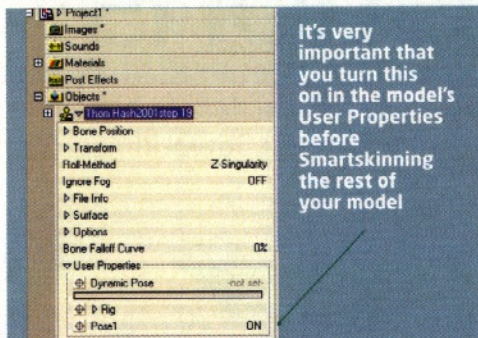 Project1 *
Images *
Sounds
Materials
Post Effects
Objects *
Thom Hash2001step 19
Bone Position
Transform
Roll-Method Z-Singularity
Ignore Fog OFF
File Info
Surface
Options
Bone Falloff Curve 0%
User Properties
Dynamic Pose -not set-
Rig
Pose1 ON
It's very
important that
you turn this
on in the model's
User Properties
before
Smartskinning
the rest of
your model